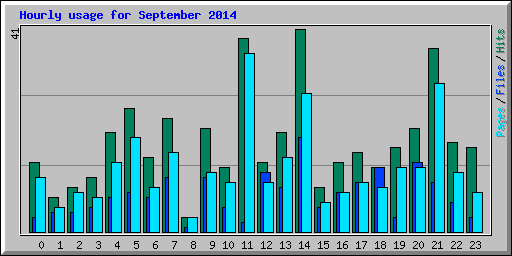 Hourly usage for September 2014
41
Pages / Files / Hits
0 1 2 3 4 5 6 7 8 9 10 11 12 13 14 15 16 17 18 19 20 21 22 23